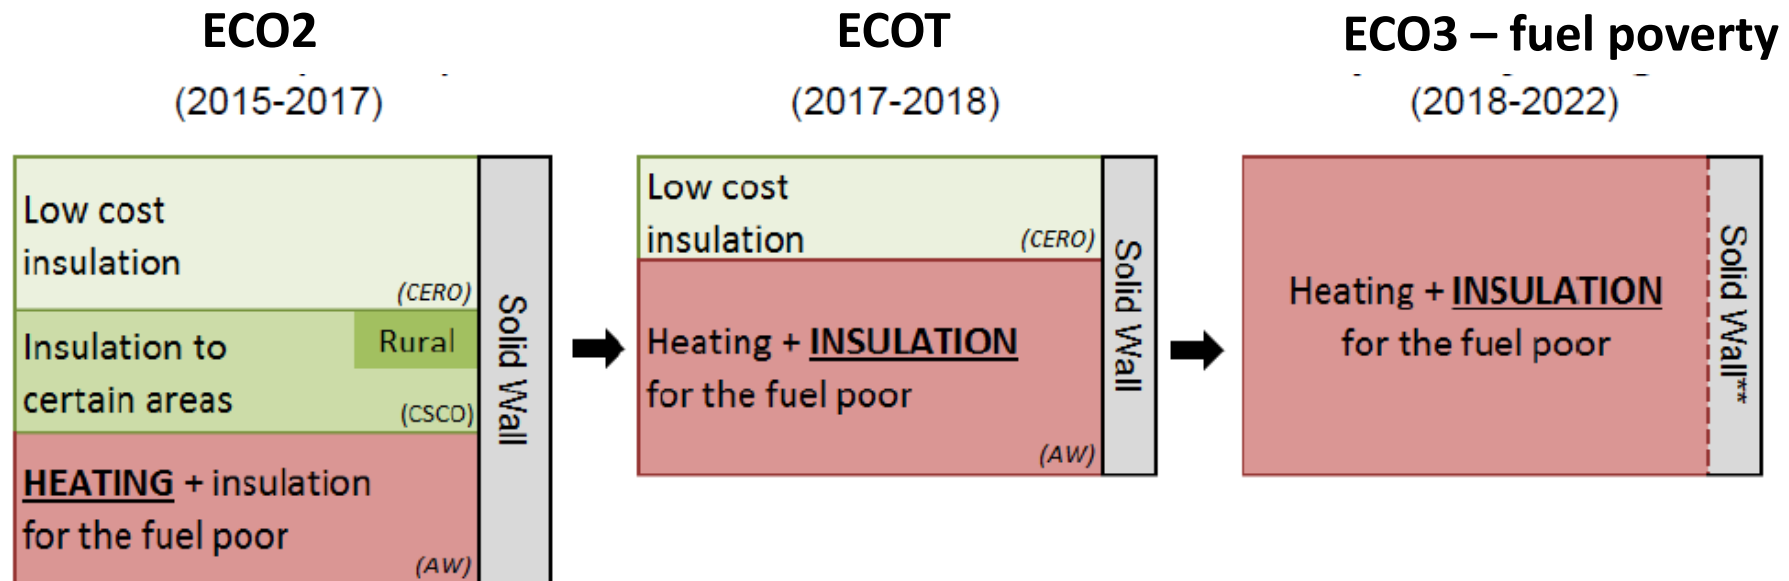 ECO2
(2015-2017)
Low cost
insulation
(CERO)
Insulation to
certain areas
Rural
(CSCO)
HEATING + insulation
for the fuel poor
(AW)
Solid Wall
ECOT
(2017-2018)
Low cost
insulation
(CERO)
Heating + INSULATION
for the fuel poor
(AW)
Solid Wall
ECO3 – fuel poverty
(2018-2022)
Heating + INSULATION
for the fuel poor
Solid Wall**